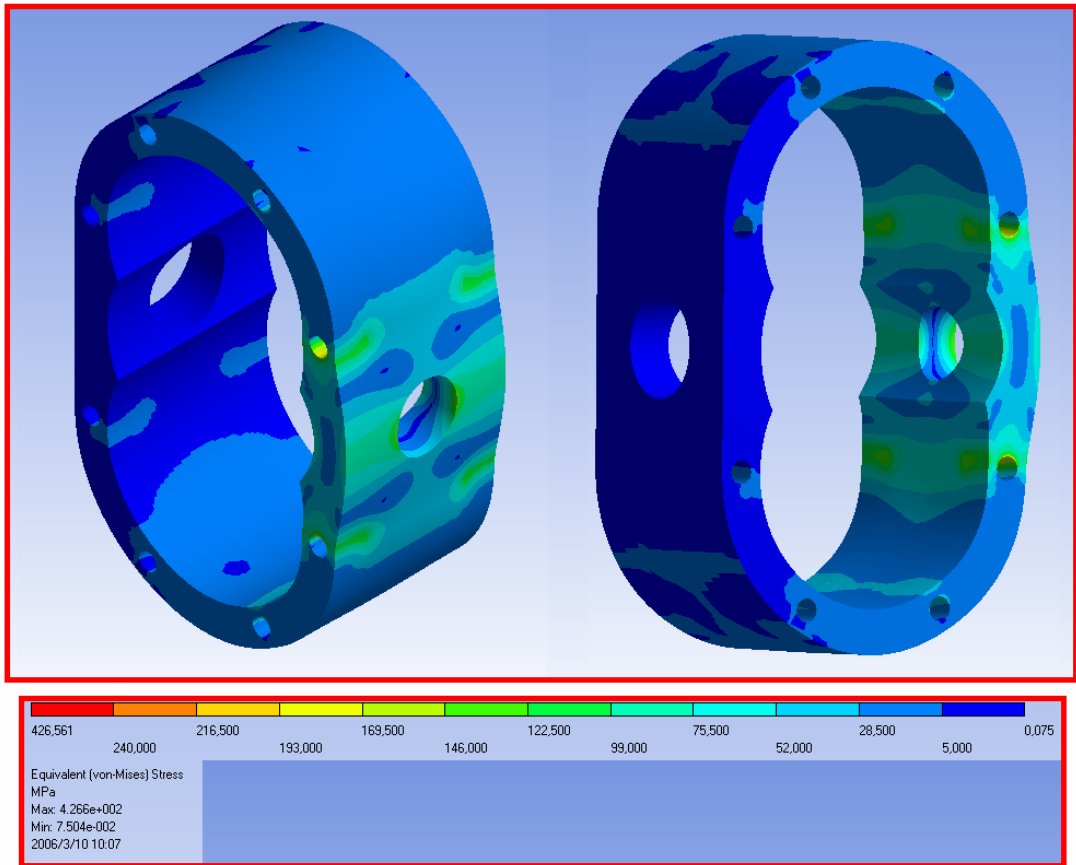 426,561 216,500 169,500 122,500 75,500 28,500 0,075
240,000 193,000 146,000 99,000 52,000 5,000
Equivalent (von-Mises) Stress
MPa
Max: 4.266e+002
Min: 7.504e-002
2006/3/10 10:07